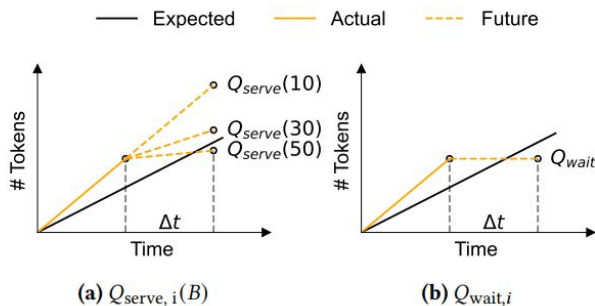 Expected Actual Future
# Tokens
Q_serve(10)
Q_serve(30)
Q_serve(50)
Δt
Time
(a) Q_serve, i(B)
# Tokens
Q_wait
Δt
Time
(b) Q_wait,i